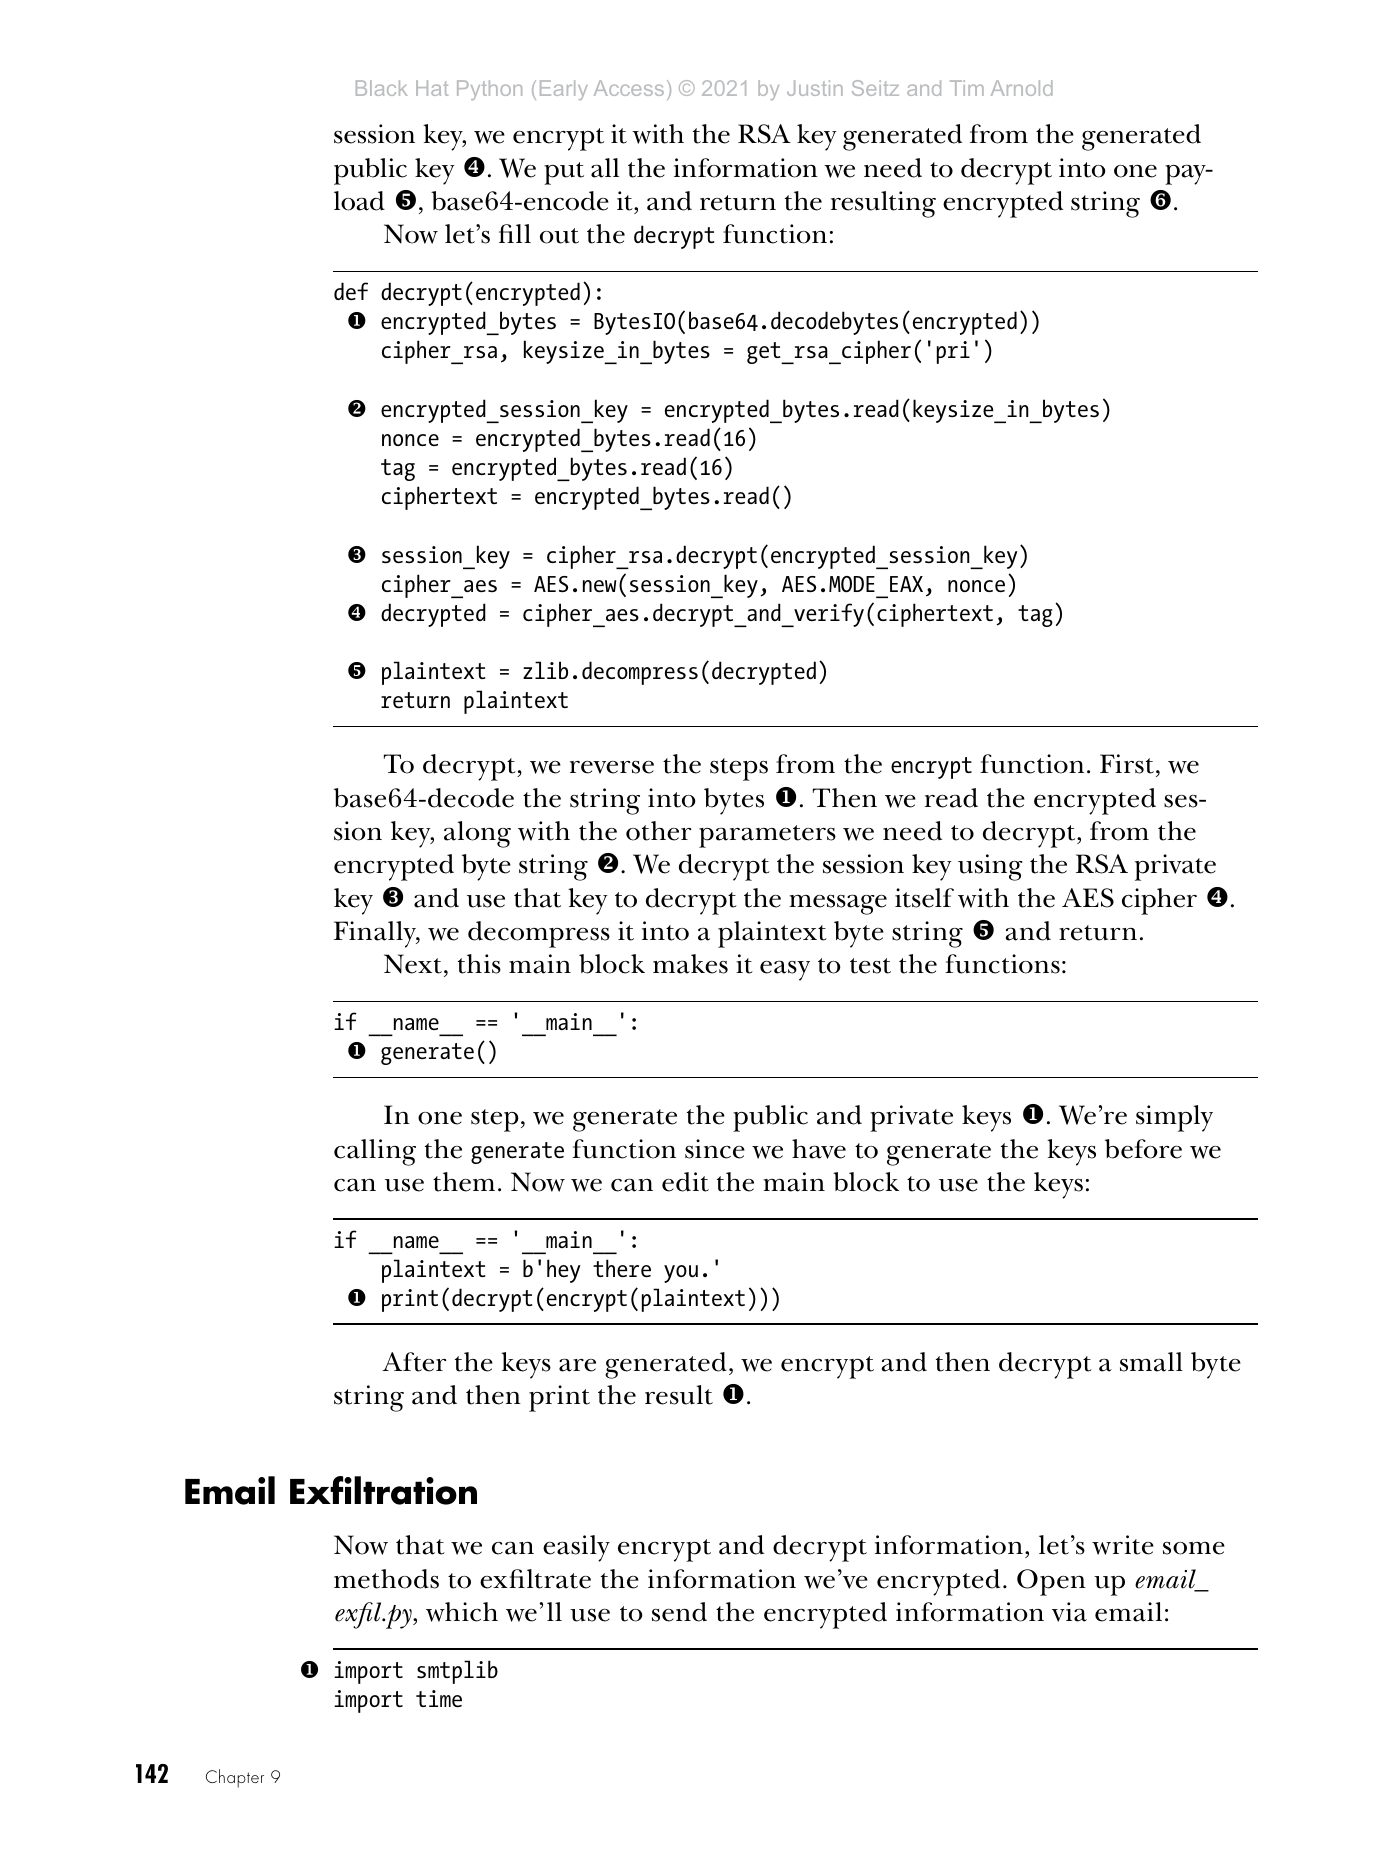 Black Hat Python (Early Access) © 2021 by Justin Seitz and Tim Arnold
session key, we encrypt it with the RSA key generated from the generated
public key ❹. We put all the information we need to decrypt into one pay-
load ❺, base64-encode it, and return the resulting encrypted string ❻.
Now let’s fill out the decrypt function:
def decrypt(encrypted):
❶ encrypted_bytes = BytesIO(base64.decodebytes(encrypted))
cipher_rsa, keysize_in_bytes = get_rsa_cipher('pri')
❷ encrypted_session_key = encrypted_bytes.read(keysize_in_bytes)
nonce = encrypted_bytes.read(16)
tag = encrypted_bytes.read(16)
ciphertext = encrypted_bytes.read()
❸ session_key = cipher_rsa.decrypt(encrypted_session_key)
cipher_aes = AES.new(session_key, AES.MODE_EAX, nonce)
❹ decrypted = cipher_aes.decrypt_and_verify(ciphertext, tag)
❺ plaintext = zlib.decompress(decrypted)
return plaintext
To decrypt, we reverse the steps from the encrypt function. First, we
base64-decode the string into bytes ❶. Then we read the encrypted ses-
sion key, along with the other parameters we need to decrypt, from the
encrypted byte string ❷. We decrypt the session key using the RSA private
key ❸ and use that key to decrypt the message itself with the AES cipher ❹.
Finally, we decompress it into a plaintext byte string ❺ and return.
Next, this main block makes it easy to test the functions:
if __name__ == '__main__':
❶ generate()
In one step, we generate the public and private keys ❶. We’re simply
calling the generate function since we have to generate the keys before we
can use them. Now we can edit the main block to use the keys:
if __name__ == '__main__':
plaintext = b'hey there you.'
❶ print(decrypt(encrypt(plaintext)))
After the keys are generated, we encrypt and then decrypt a small byte
string and then print the result ❶.
Email Exfiltration
Now that we can easily encrypt and decrypt information, let’s write some
methods to exfiltrate the information we’ve encrypted. Open up email_
exfil.py, which we’ll use to send the encrypted information via email:
❶ import smtplib
import time
142 Chapter 9